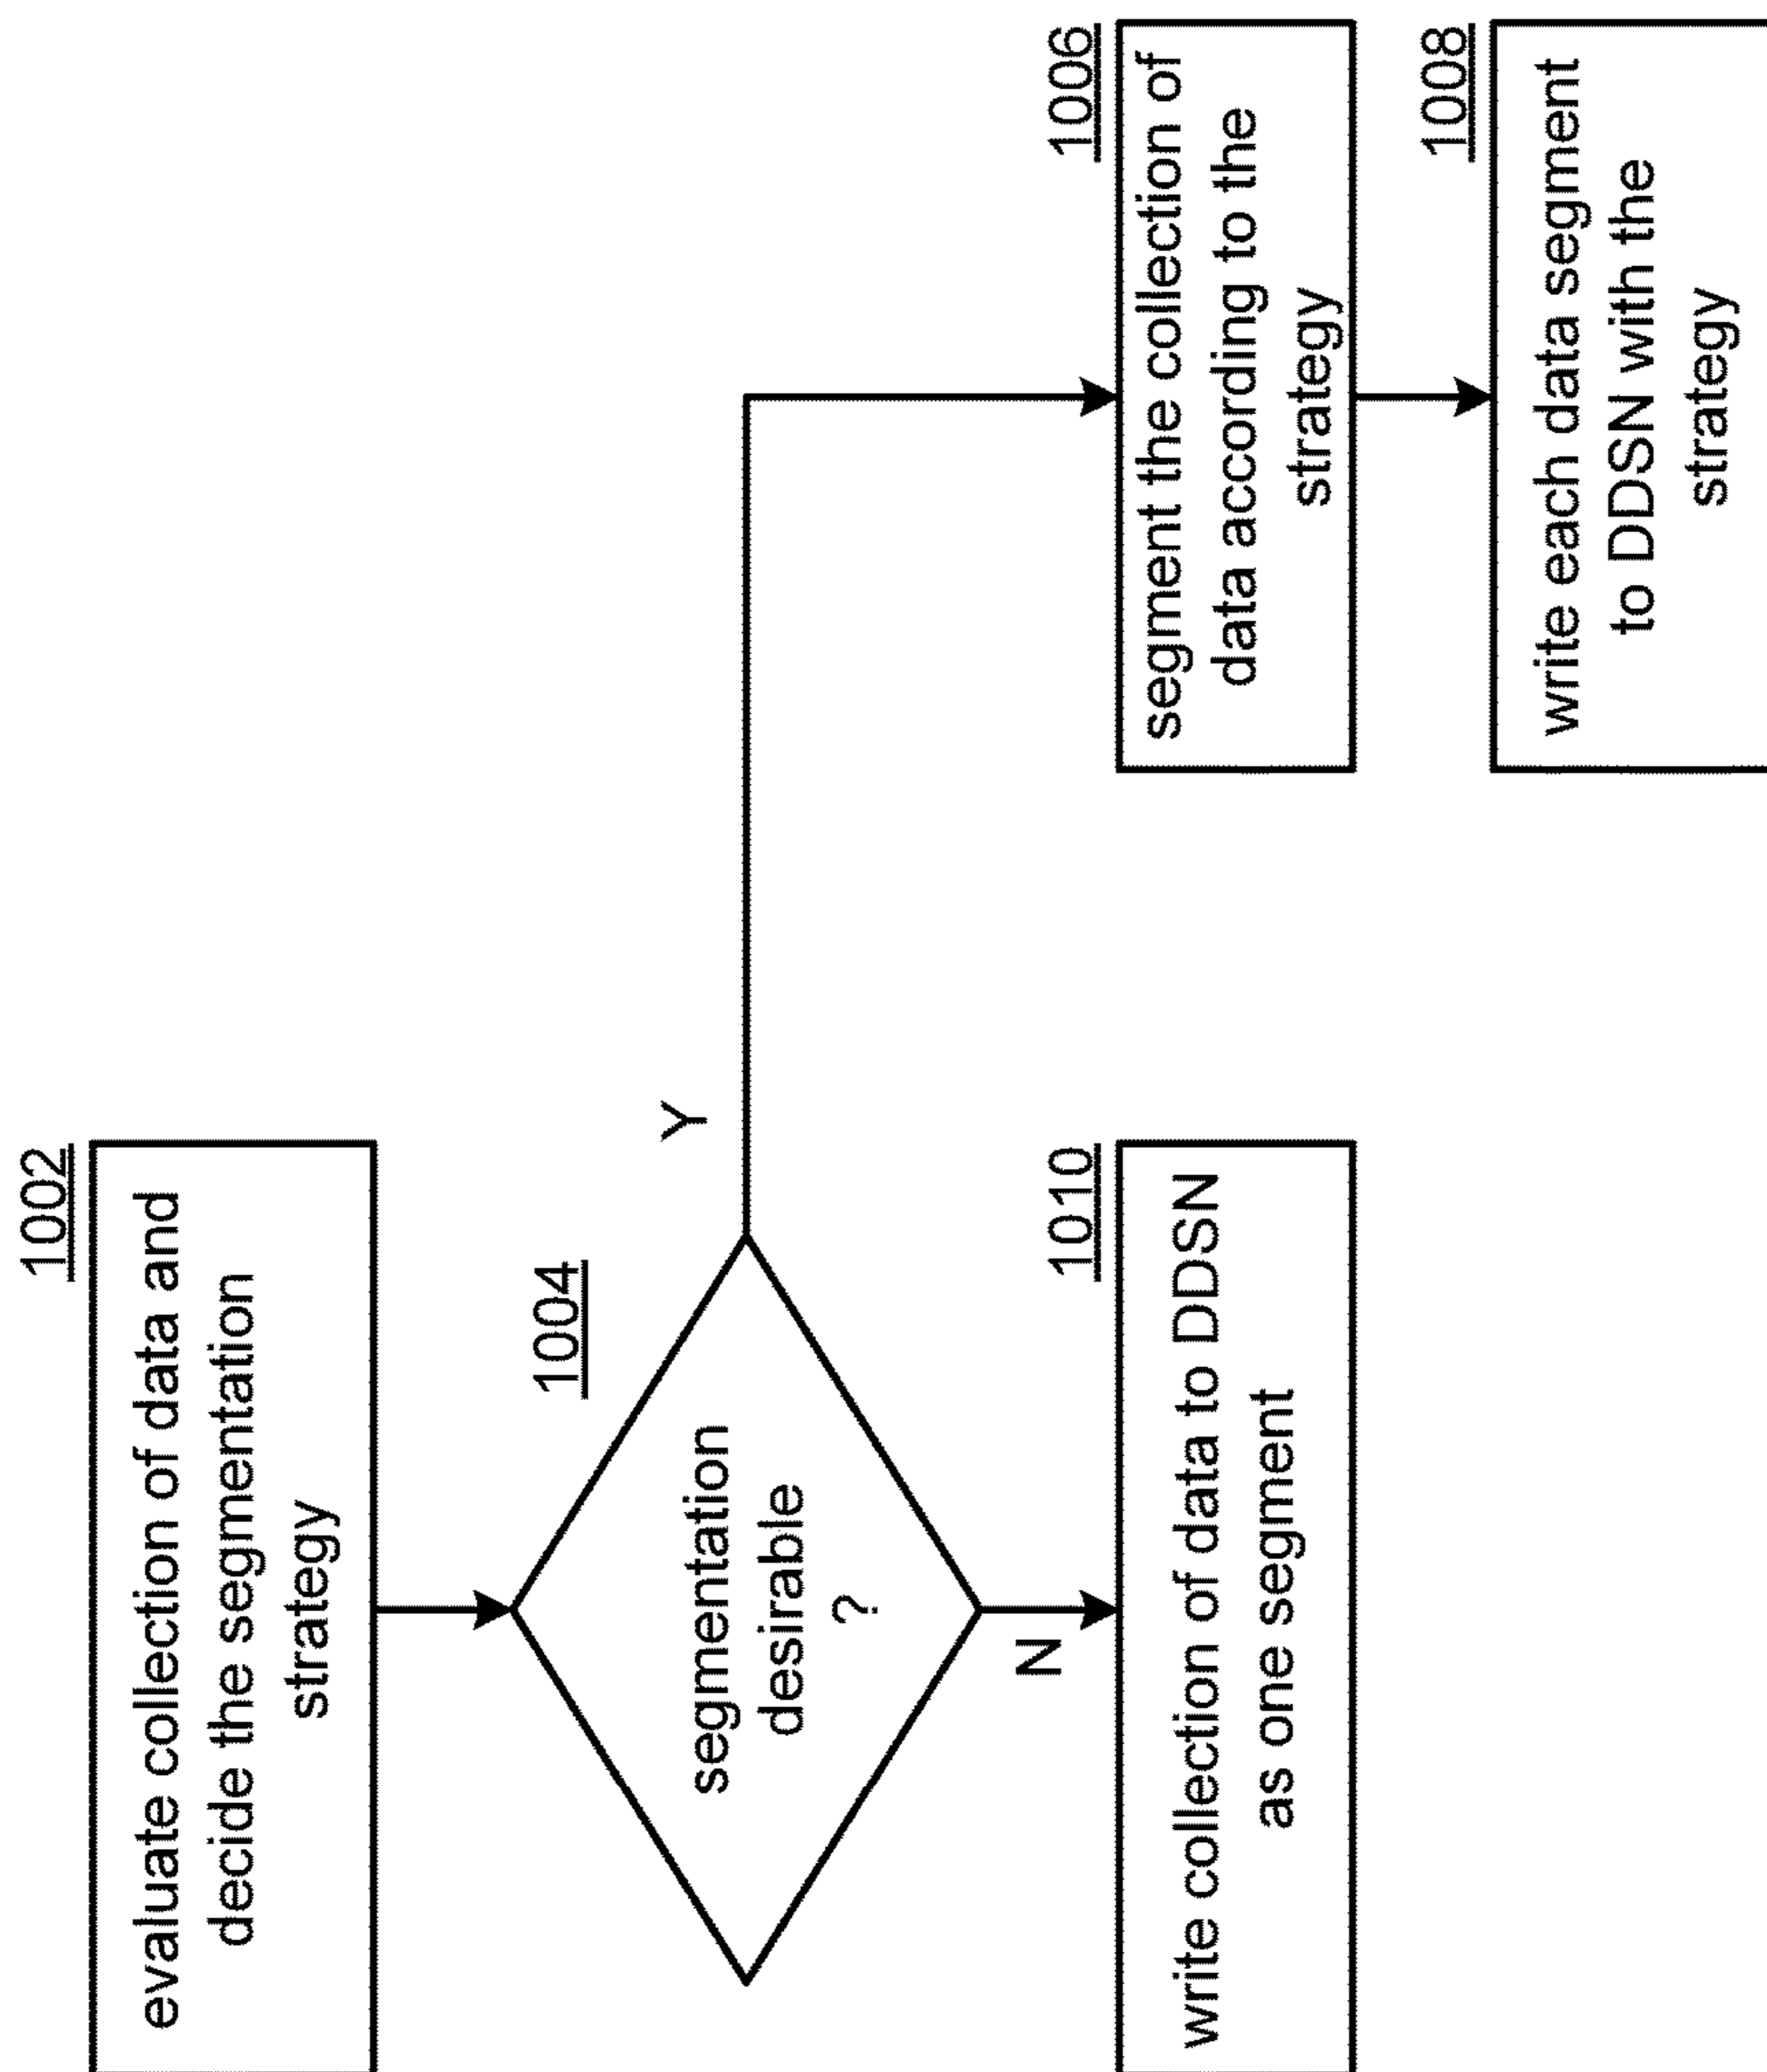 1002
evaluate collection of data and
decide the segmentation
strategy
1004
segmentation
desirable
?
Y
N
1010
write collection of data to DDSN
as one segment
1006
segment the collection of
data according to the
strategy
1008
write each data segment
to DDSN with the
strategy